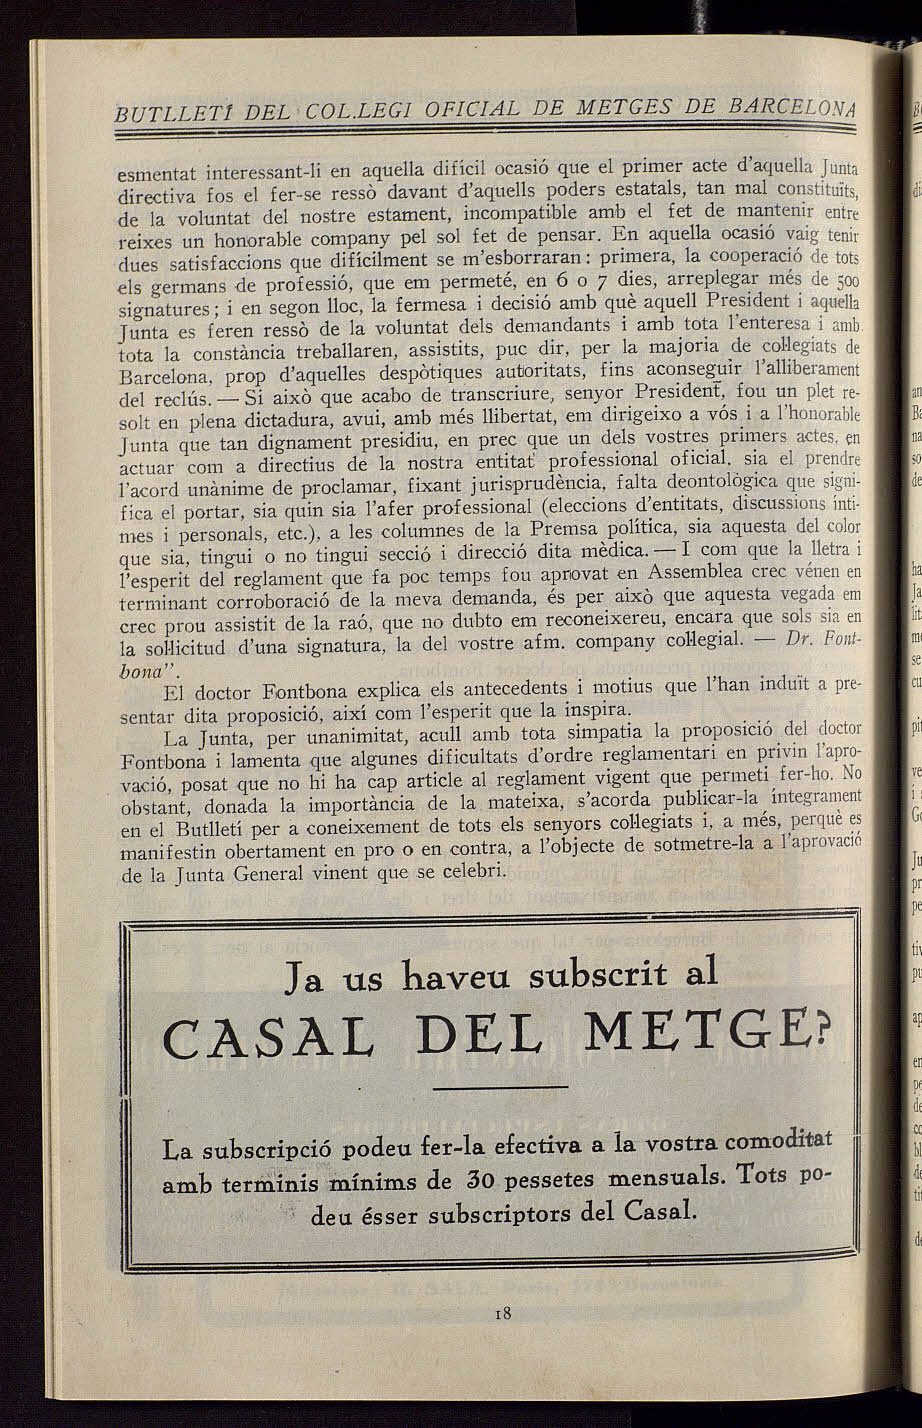 BUTLLETÍ DEL COL.LEGI OFICIAL DE METGES DE BARCELONA
esmentat interessant-li en aquella difícil ocasió que el primer acte d'aquella Junta
directiva fos el fer-se ressò davant d'aquells poders estatals, tan mal constituïts,
de la voluntat del nostre estament, incompatible amb el fet de mantenir entre
reixes un honorable company pel sol fet de pensar. En aquella ocasió vaig tenir
dues satisfaccions que difícilment se m'esborraran: primera, la cooperació de tots
els germans de professió, que em permeté, en 6 o 7 dies, arreplegar més de 500
signatures; i en segon lloc, la fermesa i decisió amb què aquell President i aquella
Junta es feren ressò de la voluntat dels demandants i amb tota l'enteresa i amb
tota la constància treballaren, assistits, puc dir, per la majoria de col·legiats de
Barcelona, prop d'aquelles despòtiques autoritats, fins aconseguir l'alliberament
del reclús. — Si això que acabo de transcriure, senyor President, fou un plet re-
solt en plena dictadura, avui, amb més llibertat, em dirigeixo a vós i a l'honorable
Junta que tan dignament presidiu, en prec que un dels vostres primers actes, en
actuar com a directius de la nostra entitat professional oficial, sia el prendre
l'acord unànime de proclamar, fixant jurisprudència, falta deontològica que signi-
fica el portar, sia quin sia l'afer professional (eleccions d'entitats, discussions ínti-
mes i personals, etc.), a les columnes de la Premsa política, sia aquesta del color
que sia, tingui o no tingui secció i direcció dita mèdica. — I com que la lletra i
l'esperit del reglament que fa poc temps fou aprovat en Assemblea crec vénen en
terminant corroboració de la meva demanda, és per això que aquesta vegada em
crec prou assistit de la raó, que no dubto em reconeixereu, encara que sols sia en
la sol·licitud d'una signatura, la del vostre afm. company col·legial. — Dr. Font-
bona".
El doctor Fontbona explica els antecedents i motius que l'han induït a pre-
sentar dita proposició, així com l'esperit que la inspira.
La Junta, per unanimitat, acull amb tota simpatia la proposició del doctor
Fontbona i lamenta que algunes dificultats d'ordre reglamentari en privin l'apro-
vació, posat que no hi ha cap article al reglament vigent que permeti fer-ho. No
obstant, donada la importància de la mateixa, s'acorda publicar-la íntegrament
en el Butlletí per a coneixement de tots els senyors col·legiats i, a més, perquè es
manifestin obertament en pro o en contra, a l'objecte de sotmetre-la a l'aprovació
de la Junta General vinent que se celebri.
Ja us haveu subscrit al
CASAL DEL METGE?
La subscripció podeu fer-la efectiva a la vostra comoditat
amb terminis mínims de 30 pessetes mensuals. Tots po-
deu ésser subscriptors del Casal.
18